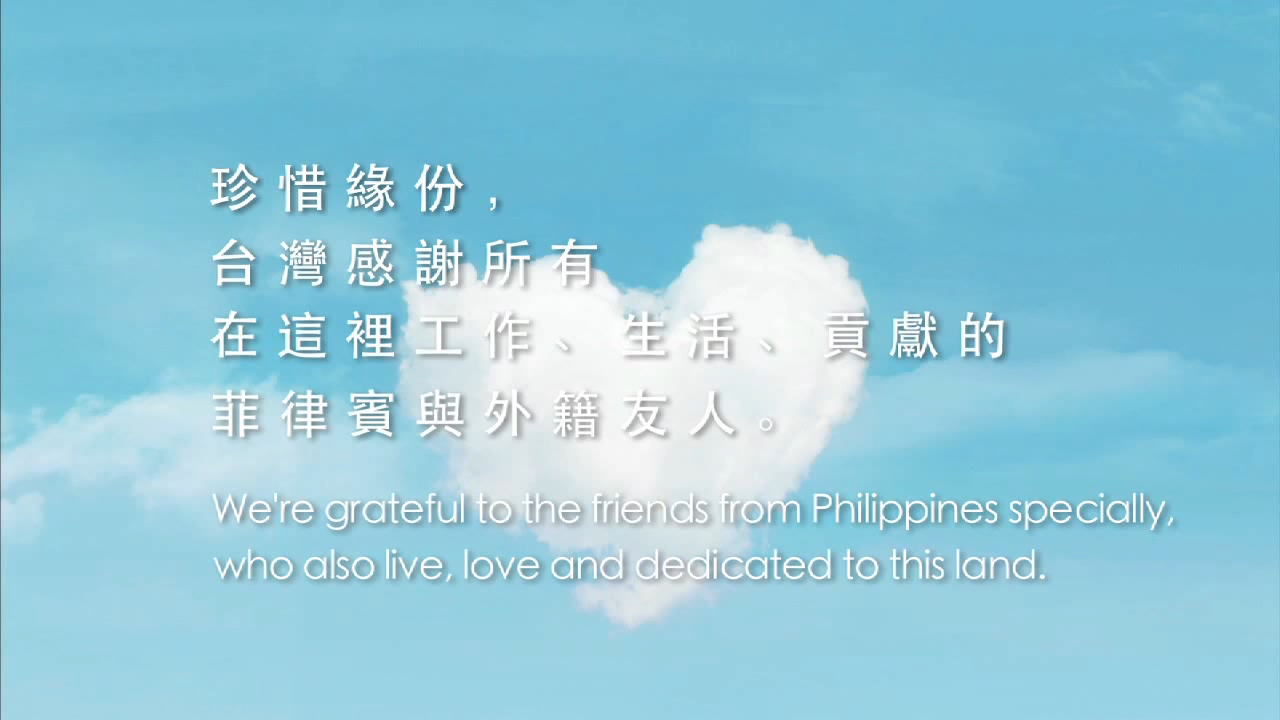 珍惜緣份,
台灣感謝所有
在這裡工作、生活、貢獻的
菲律賓與外籍友人。
We're grateful to the friends from Philippines specially,
who also live, love and dedicated to this land.